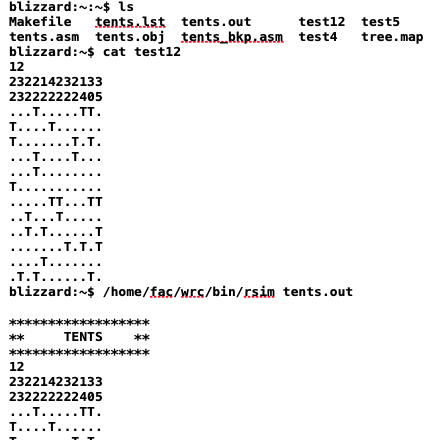 blizzard:~:~$ ls
Makefile   tents.lst  tents.out      test12  test5
tents.asm  tents.obj  tents_bkp.asm  test4  tree.map
blizzard:~$ cat test12
12
232214232133
232222222405
...T.....TT.
T....T......
T.......T.T.
...T....T...
...T........
T...........
.....TT...TT
..T...T.....
..T.T......T
.......T.T.T
....T.......
.T.T......T.
blizzard:~$ /home/fac/wrc/bin/rsim tents.out
******************
**     TENTS    **
******************
12
232214232133
232222222405
...T.....TT.
T....T......